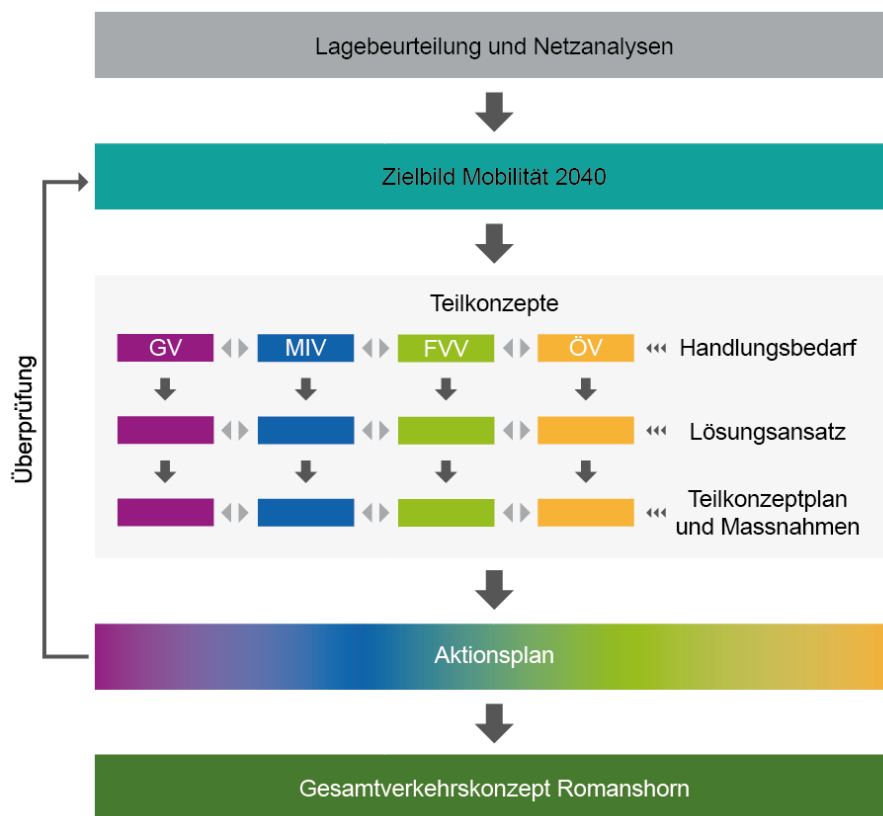 Lagebeurteilung und Netzanalysen
Zielbild Mobilität 2040
Überprüfung
Teilkonzepte
GV MIV FVV ÖV Handlungsbedarf
Lösungsansatz
Teilkonzeptplan
und Massnahmen
Aktionsplan
Gesamtverkehrskonzept Romanshorn